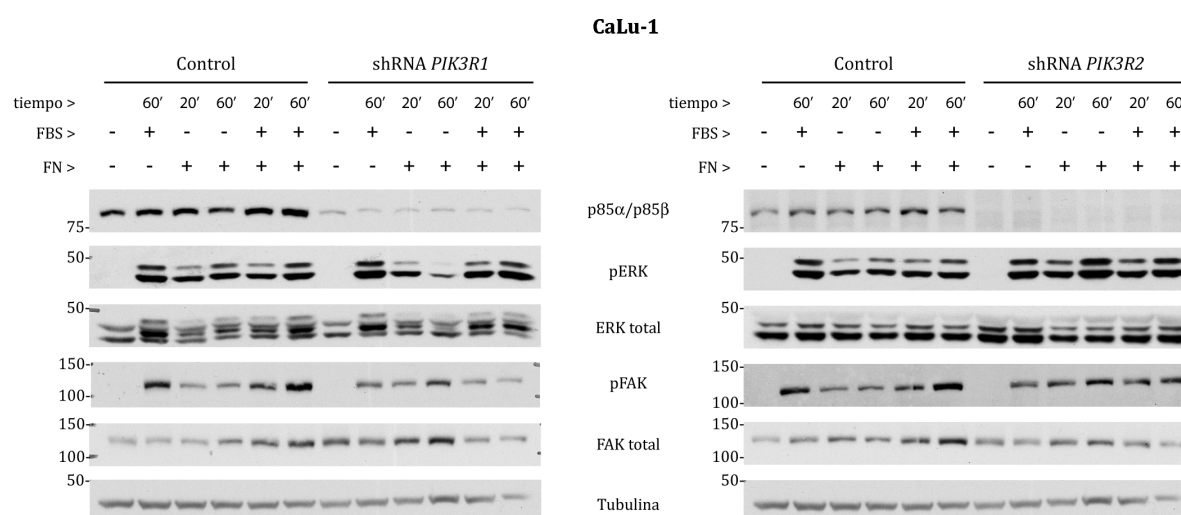 CaLu-1
Control shRNA PIK3R1 Control shRNA PIK3R2
tiempo > 60′ 20′ 60′ 20′ 60′ 60′ 20′ 60′ 20′ 60′ tiempo > 60′ 20′ 60′ 20′ 60′ 60′ 20′ 60′ 20′ 60′
FBS > - + - - + + - + - - + + FBS > - + - - + + - + - - + +
FN > - - + + + + - - + + + + FN > - - + + + + - - + + + +
75- p85α/p85β 75-
50- pERK 50-
50- ERK total 50-
150- pFAK 150-
100- 100-
150- FAK total 150-
100- 100-
50- Tubulina 50-